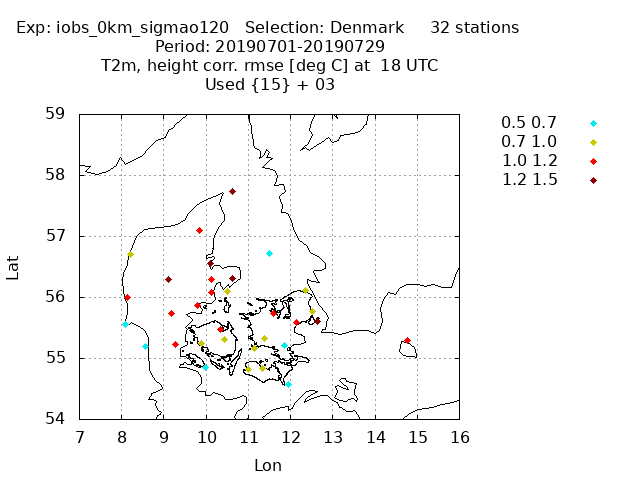 Exp: iobs_0km_sigmao120 Selection: Denmark 32 stations
Period: 20190701-20190729
T2m, height corr. rmse [deg C] at 18 UTC
Used {15} + 03
0.5 0.7
0.7 1.0
1.0 1.2
1.2 1.5
59
58
57
56
55
54
Lat
7 8 9 10 11 12 13 14 15 16
Lon